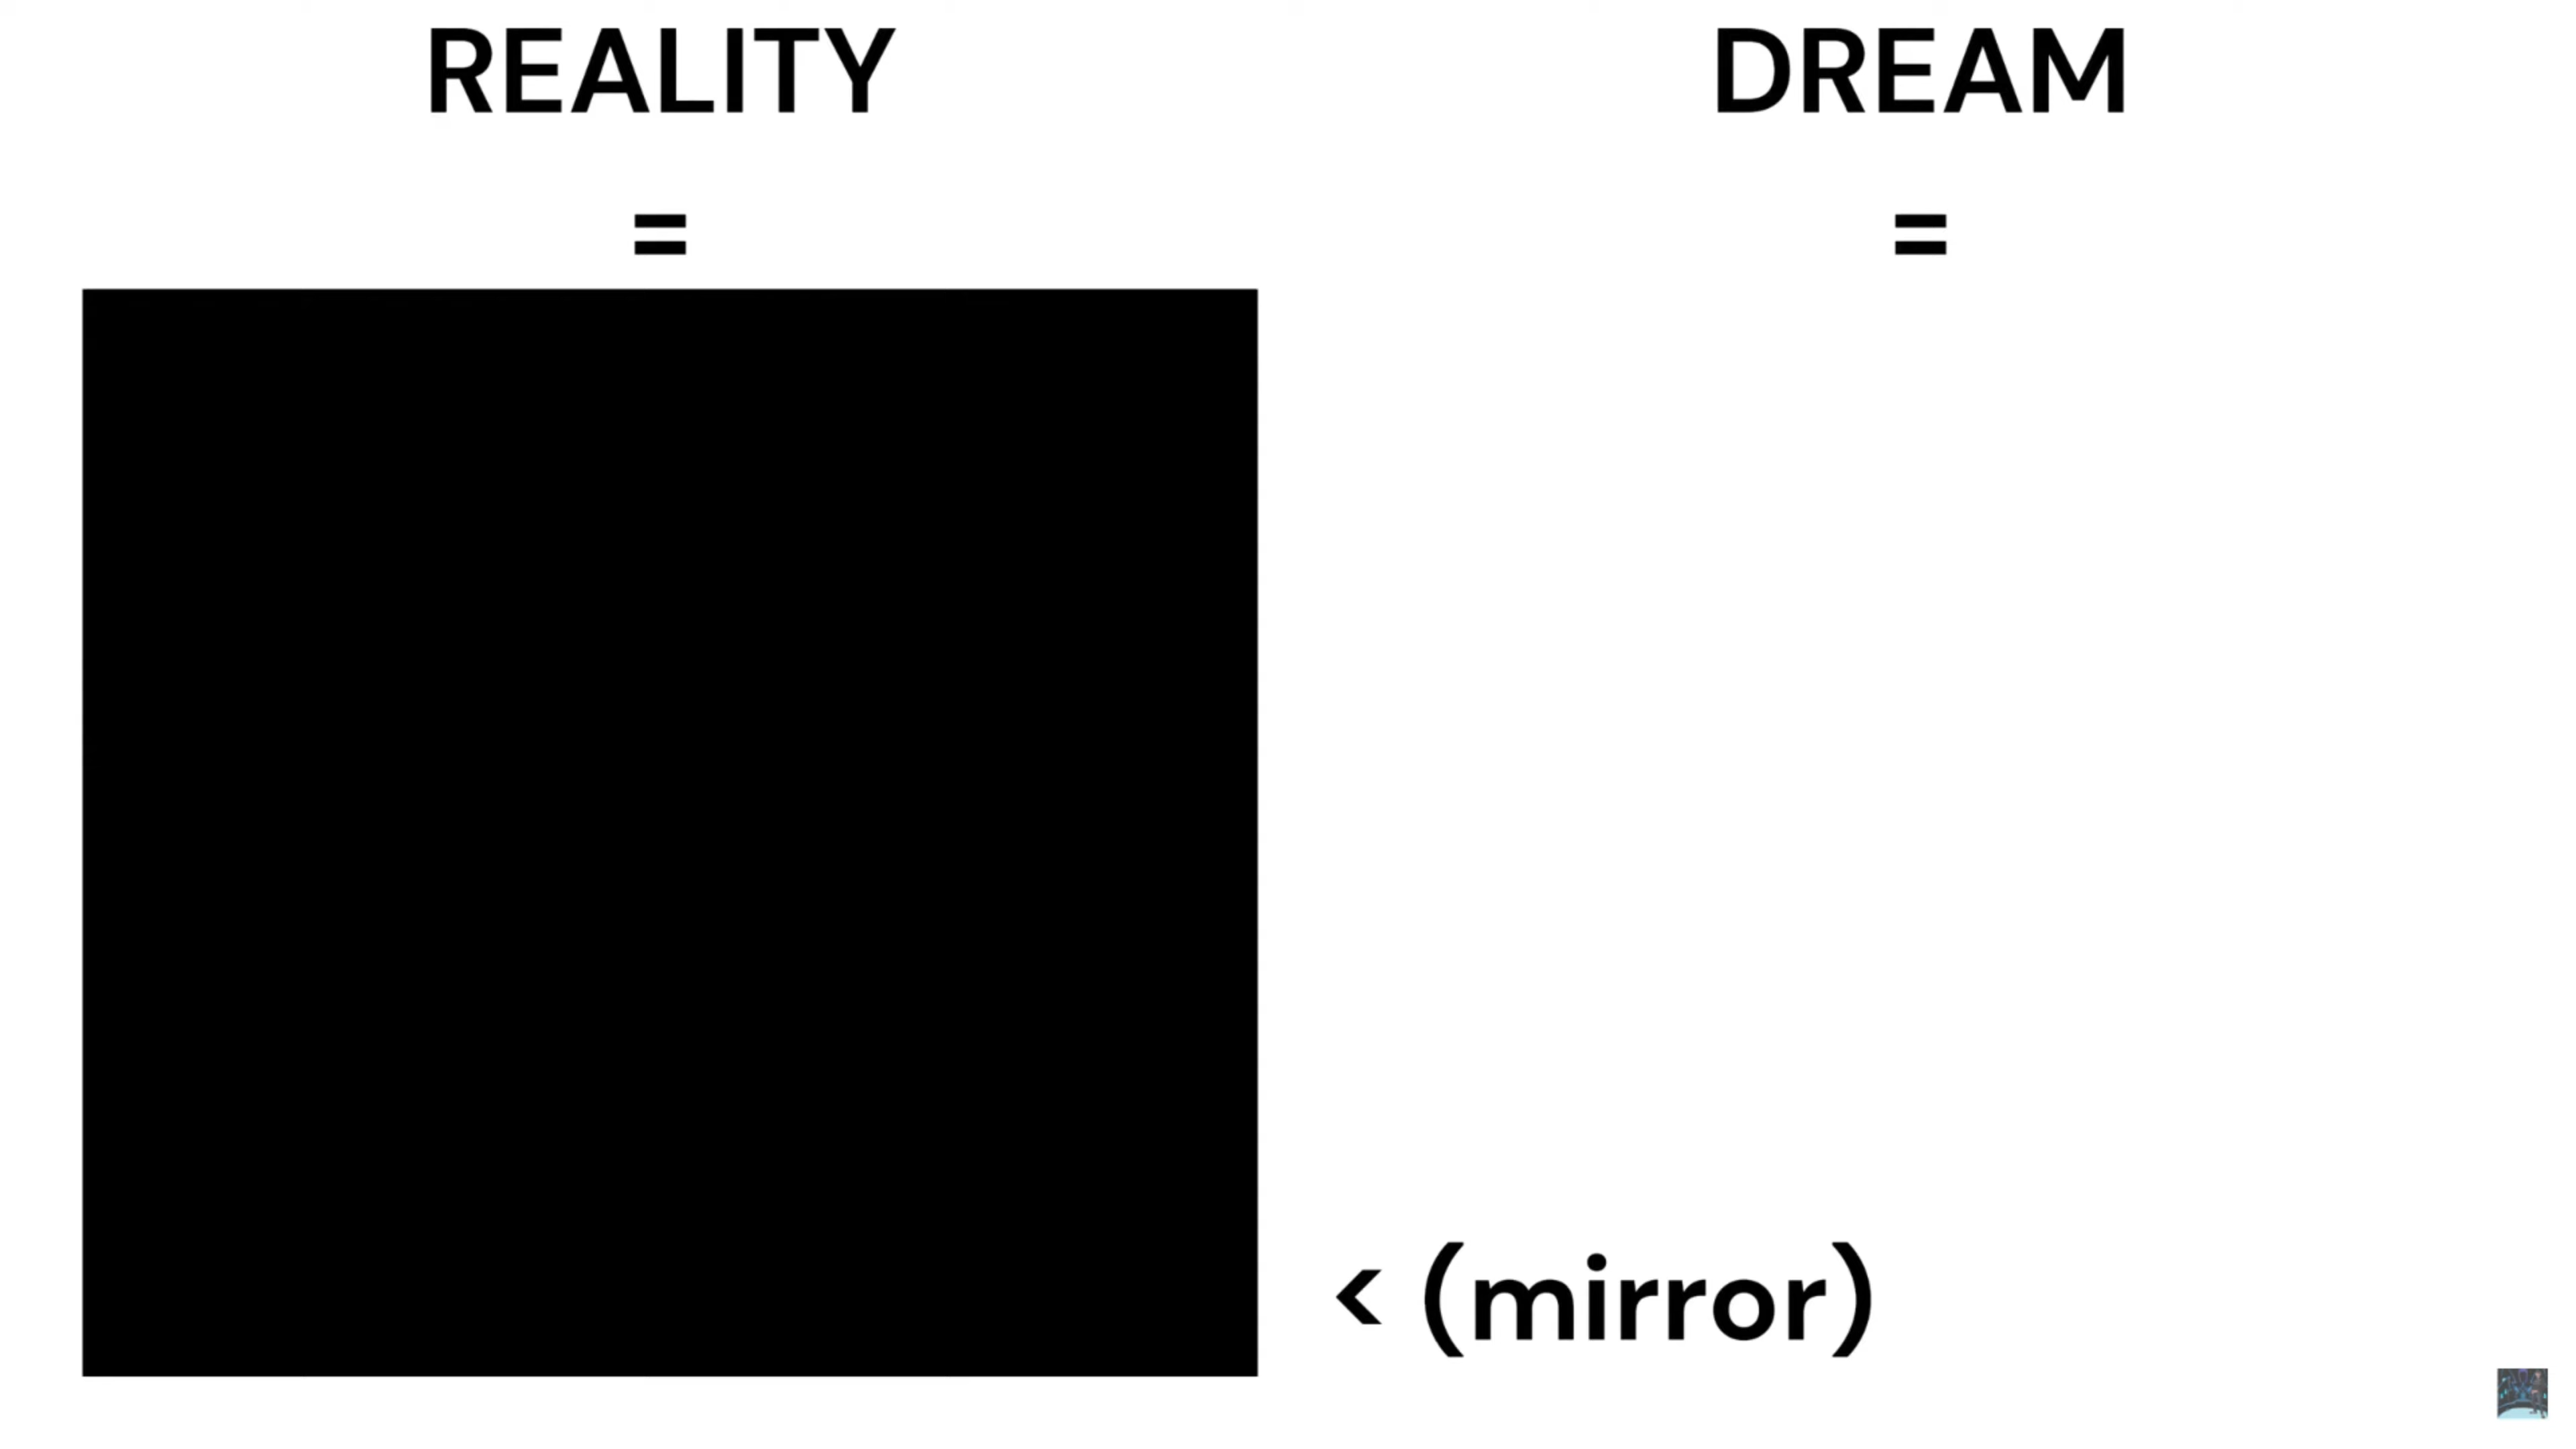 REALITY
DREAM
=
=
< (mirror)